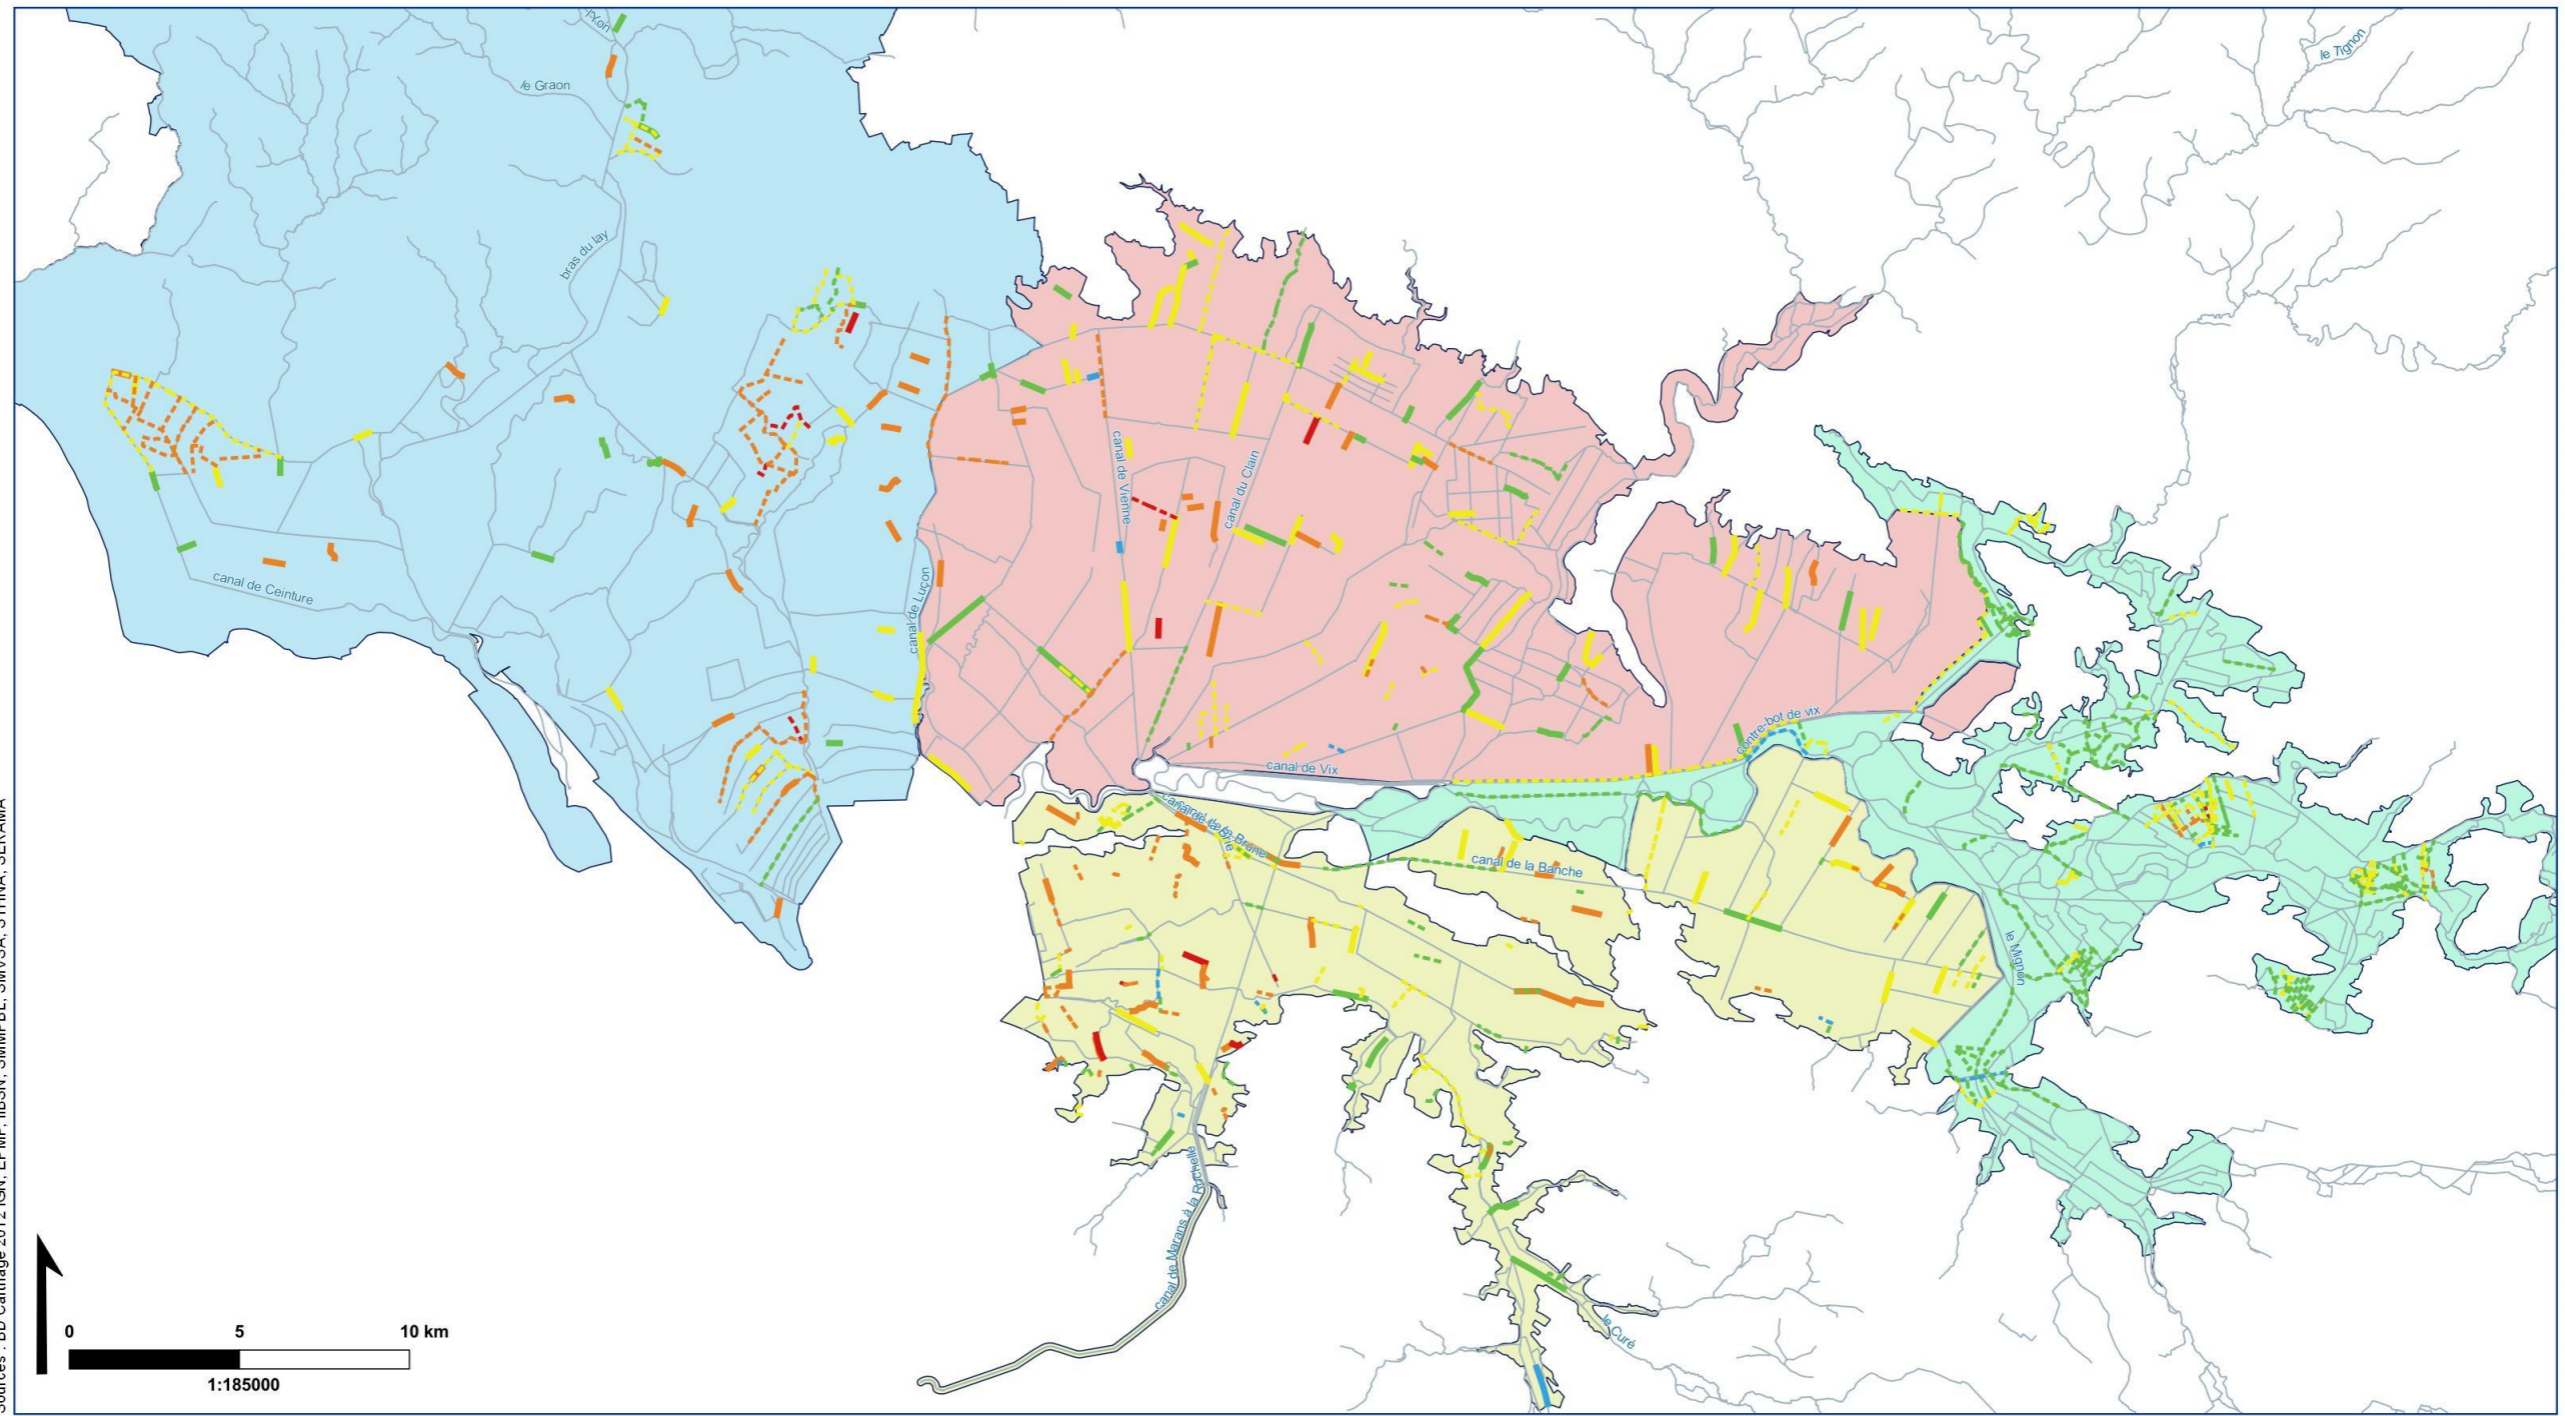 le Tignon
le Graon
bras du lay
canal de Vienne
canal du Clain
canal de Ceinture
canal de Luçon
contre-bot de vix
canal de Vix
canal de la Banche
le Mignon
canal de Marans à la Rochelle
le Curé
0 5 10 km
1:185000